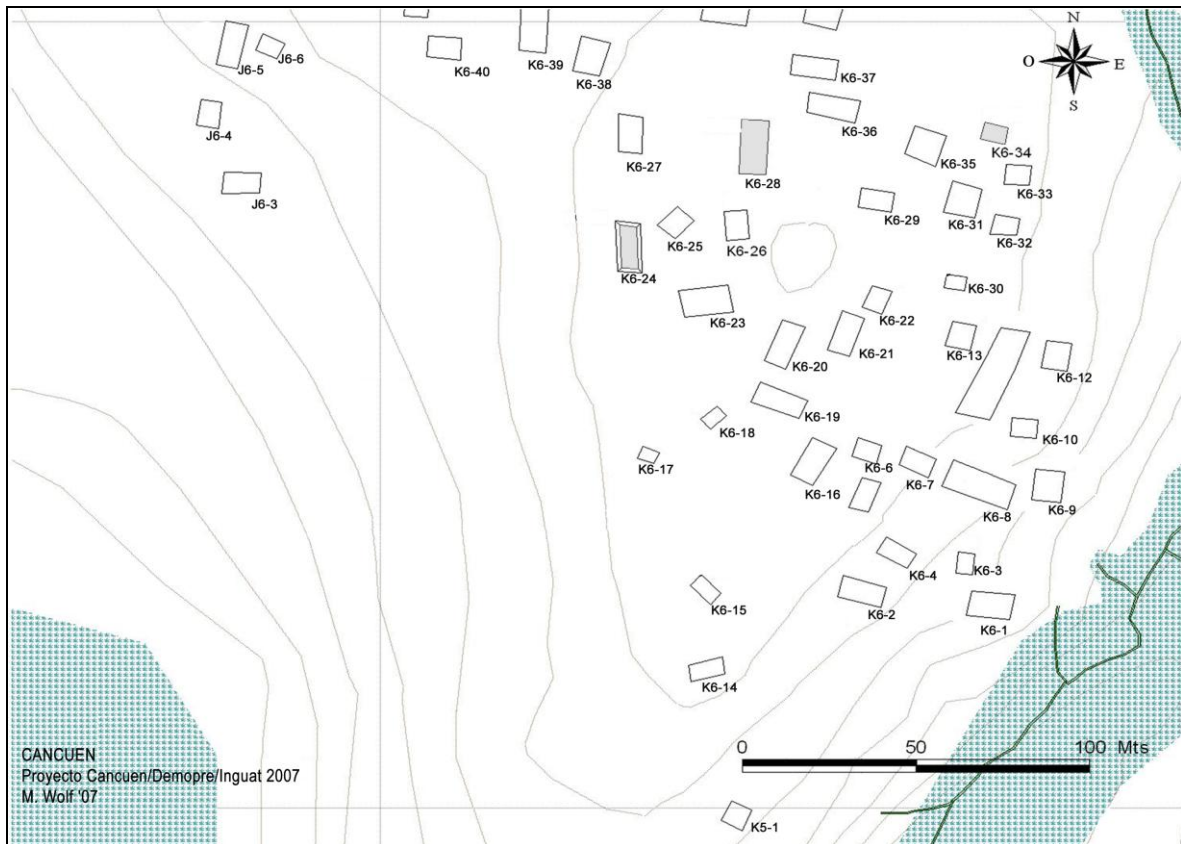 N
O E
S
K6-39
J6-5
J6-6
K6-40
K6-38
K6-37
K6-36
J6-4
K6-27
K6-28
K6-35
K6-34
K6-33
J6-3
K6-29
K6-31
K6-32
K6-25
K6-26
K6-24
K6-30
K6-23
K6-22
K6-20
K6-21
K6-13
K6-12
K6-19
K6-18
K6-10
K6-17
K6-16
K6-6
K6-7
K6-8
K6-9
K6-4
K6-3
K6-15
K6-2
K6-1
K6-14
0 50 100 Mts
CANCUEN
Proyecto Cancuen/Demopre/Inguat 2007
M. Wolf '07
K5-1